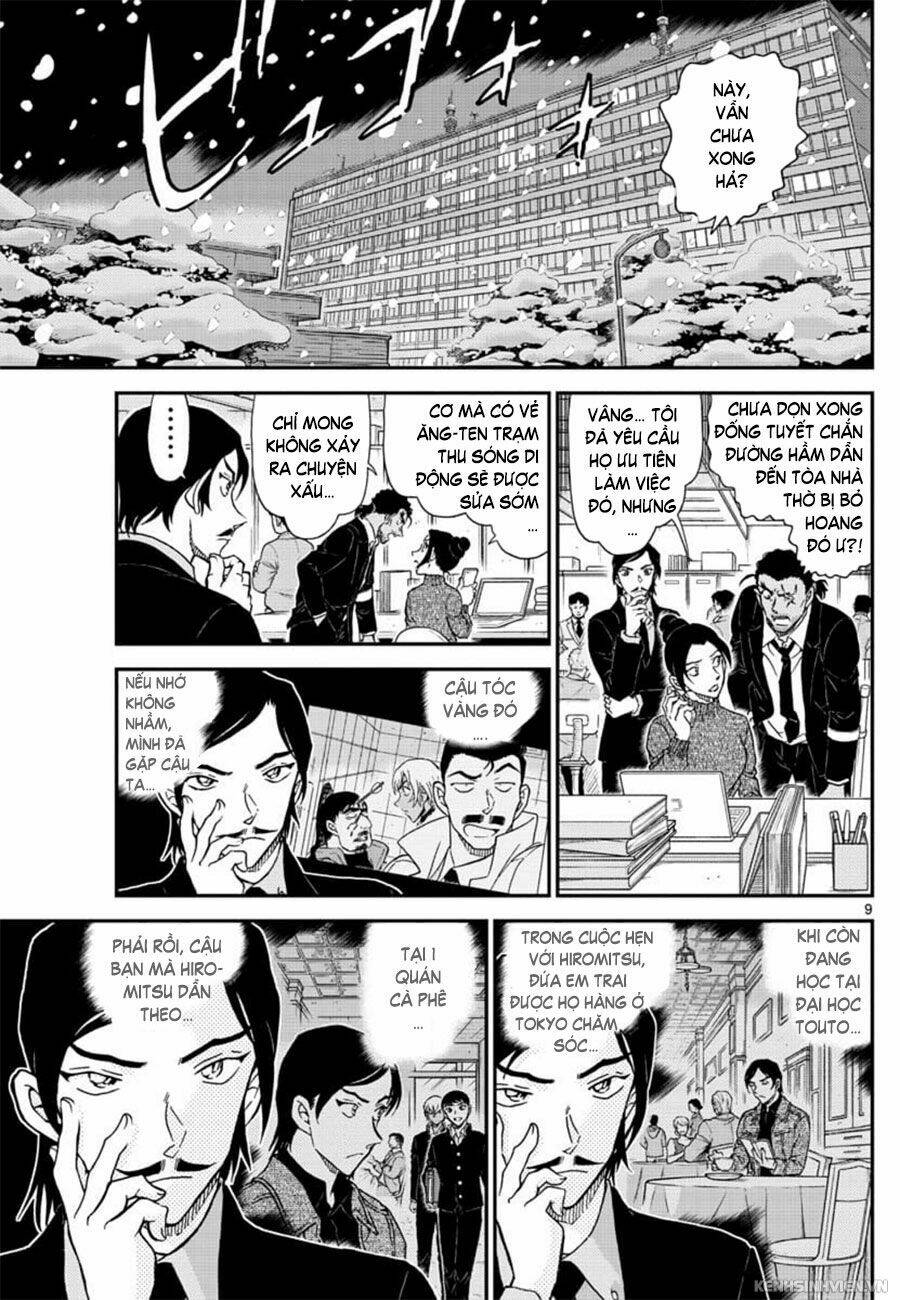 ビュゴォ
NÀY,
VẪN
CHƯA
XONG
HẢ?
CHƯA DỌN XONG
ĐỐNG TUYẾT CHẮN
ĐƯỜNG HẦM DẪN
ĐẾN TÒA NHÀ
THỜ BỊ BỎ
HOANG
ĐÓ Ư?!
VÂNG... TÔI
ĐÃ YÊU CẦU
HỌ ƯU TIÊN
LÀM VIỆC
ĐÓ, NHƯNG
...
CƠ MÀ CÓ VẺ
ĂNG-TEN TRẠM
THU SÓNG DI
ĐỘNG SẼ ĐƯỢC
SỬA SỚM
...
CHỈ MONG
KHÔNG XẢY
RA CHUYỆN
XẤU...
......
CẬU TÓC
VÀNG ĐÓ
....
NẾU NHỚ
KHÔNG
NHẦM,
MÌNH ĐÃ
GẶP CẬU
TA...
9
KHI CÒN
ĐANG
HỌC TẠI
ĐẠI HỌC
TOUTO...
TRONG CUỘC HẸN
VỚI HIROMITSU,
ĐỨA EM TRAI
ĐƯỢC HỌ HÀNG Ở
TOKYO CHĂM
SÓC...
TẠI 1
QUÁN
CÀ PHÊ
...
PHẢI RỒI, CẬU
BẠN MÀ HIRO-
MITSU DẪN
THEO...
KENHSINHVIEN.VN